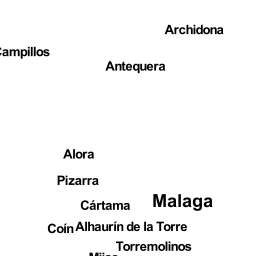 Archidona
Campillos
Antequera
Alora
Pizarra
Malaga
Cártama
Alhaurín de la Torre
Coín
Torremolinos